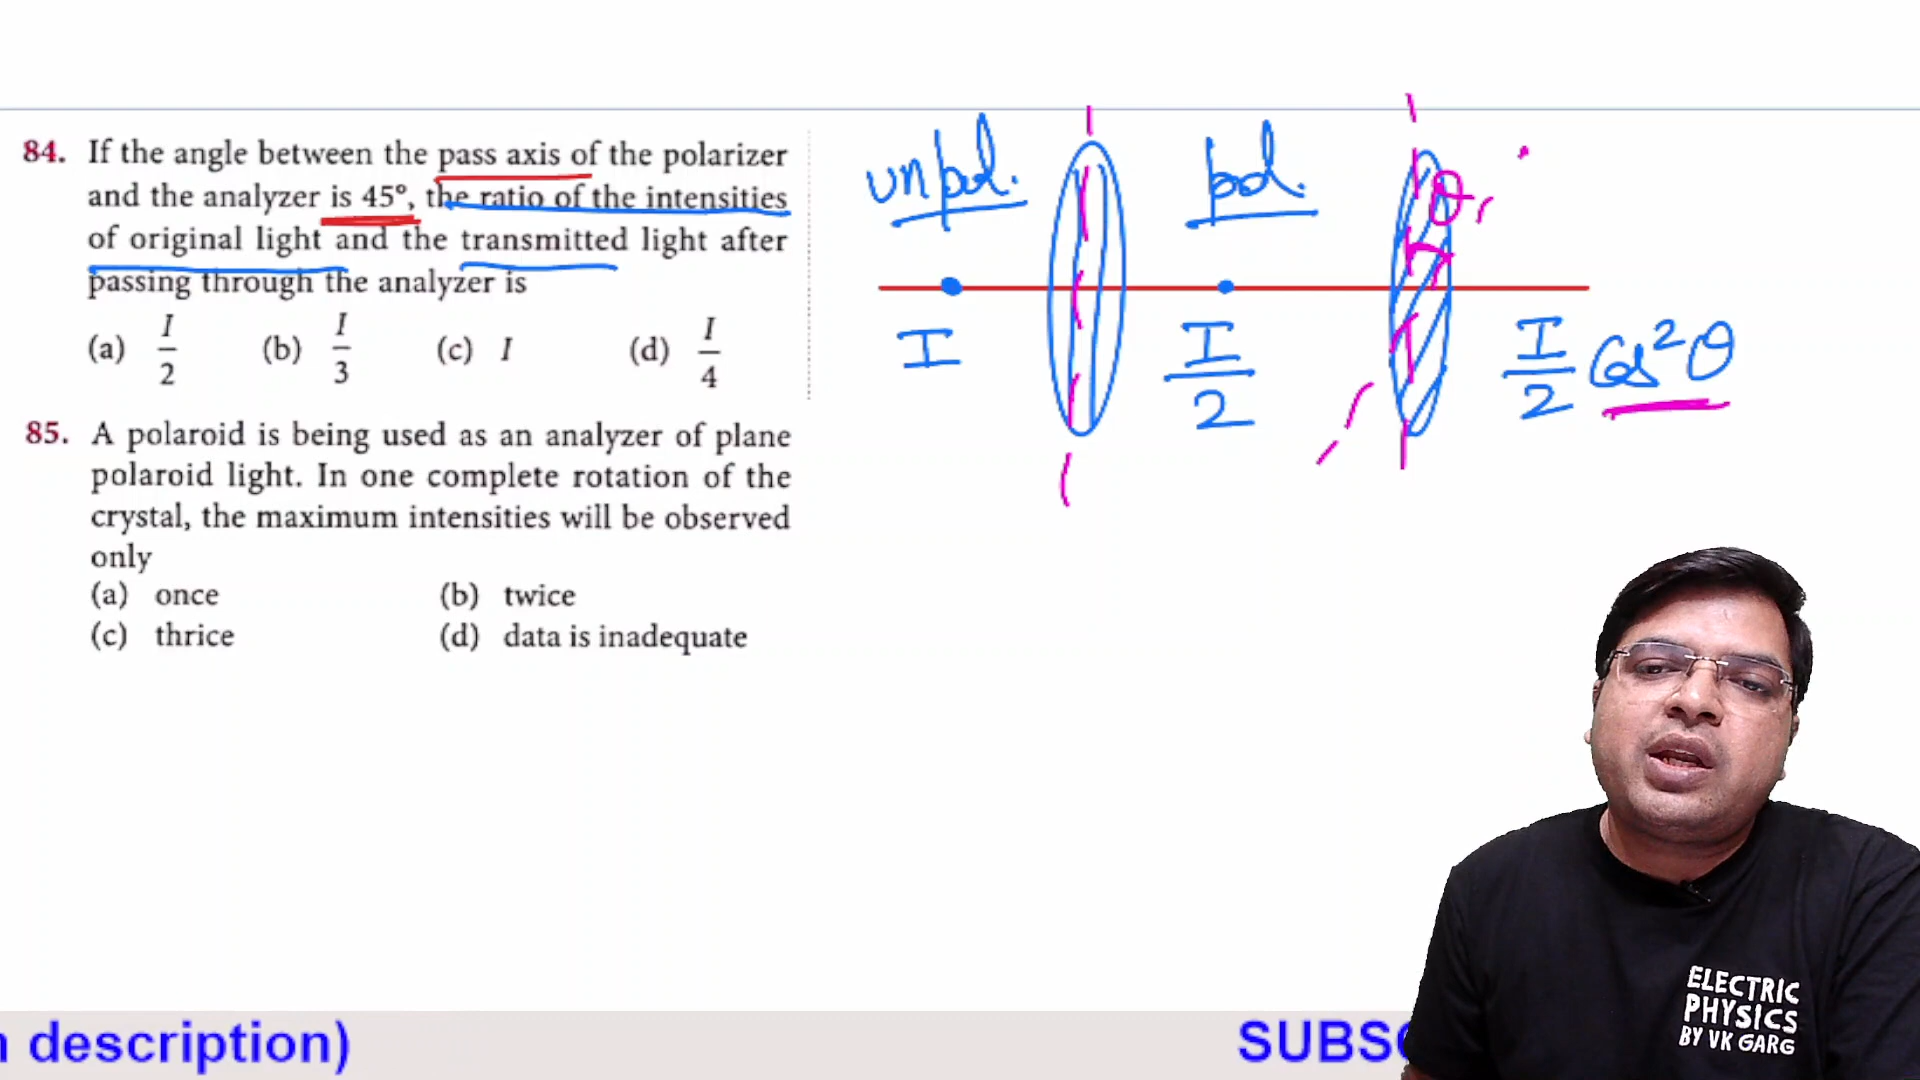 84. If the angle between the pass axis of the polarizer
and the analyzer is 45°, the ratio of the intensities
of original light and the transmitted light after
passing through the analyzer is
(a) I/2 (b) I/3 (c) I (d) I/4
85. A polaroid is being used as an analyzer of plane
polaroid light. In one complete rotation of the
crystal, the maximum intensities will be observed
only
(a) once (b) twice
(c) thrice (d) data is inadequate
unpol. pol. θ
I I/2 I/2 Cos²θ
ELECTRIC
PHYSICS
BY VK GARG
description) SUBS